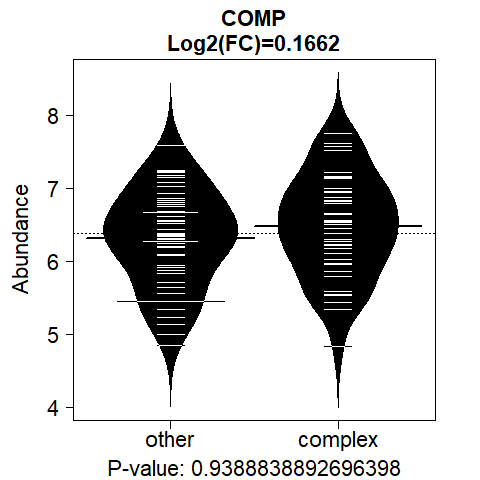 COMP
Log2(FC)=0.1662
Abundance
8
7
6
5
4
other complex
P-value: 0.9388838892696398